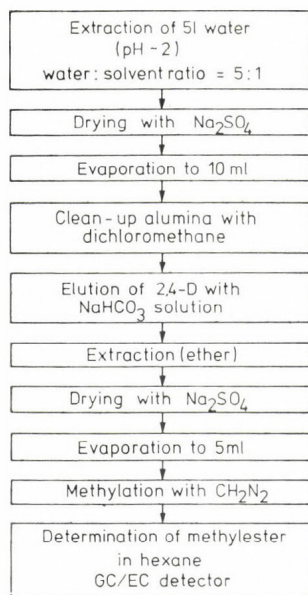 Extraction of 5l water
(pH ~2)
water: solvent ratio = 5:1
Drying with Na₂SO₄
Evaporation to 10 ml
Clean-up alumina with
dichloromethane
Elution of 2,4-D with
NaHCO₃ solution
Extraction (ether)
Drying with Na₂SO₄
Evaporation to 5ml
Methylation with CH₂N₂
Determination of methylester
in hexane
GC/EC detector